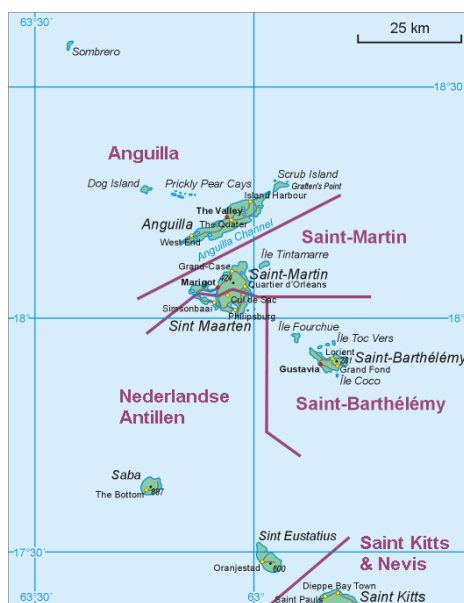 63°30'
63°
25 km
Sombrero
18°30'
Anguilla
Scrub Island
Dog Island
Prickly Pear Cays
Graften's Point
Island Harbour
The Valley
The Quater
Anguilla
West End
Anguilla Channel
Saint-Martin
Grand-Case
Île Tintamarre
424
Saint-Martin
Marigot
Quartier d'Orléans
Cul de Sac
Simsonbaai
Philipsburg
Sint Maarten
18°
Île Fourchue
Île Toc Vers
Lorient
281
Saint-Barthélémy
Gustavia
Grand Fond
Île Coco
Nederlandse
Antillen
Saint-Barthélémy
Saba
The Bottom
887
Sint Eustatius
17°30'
Oranjestad
600
Saint Kitts
& Nevis
Dieppe Bay Town
63°30'
63°
Saint Pauls
Saint Kitts